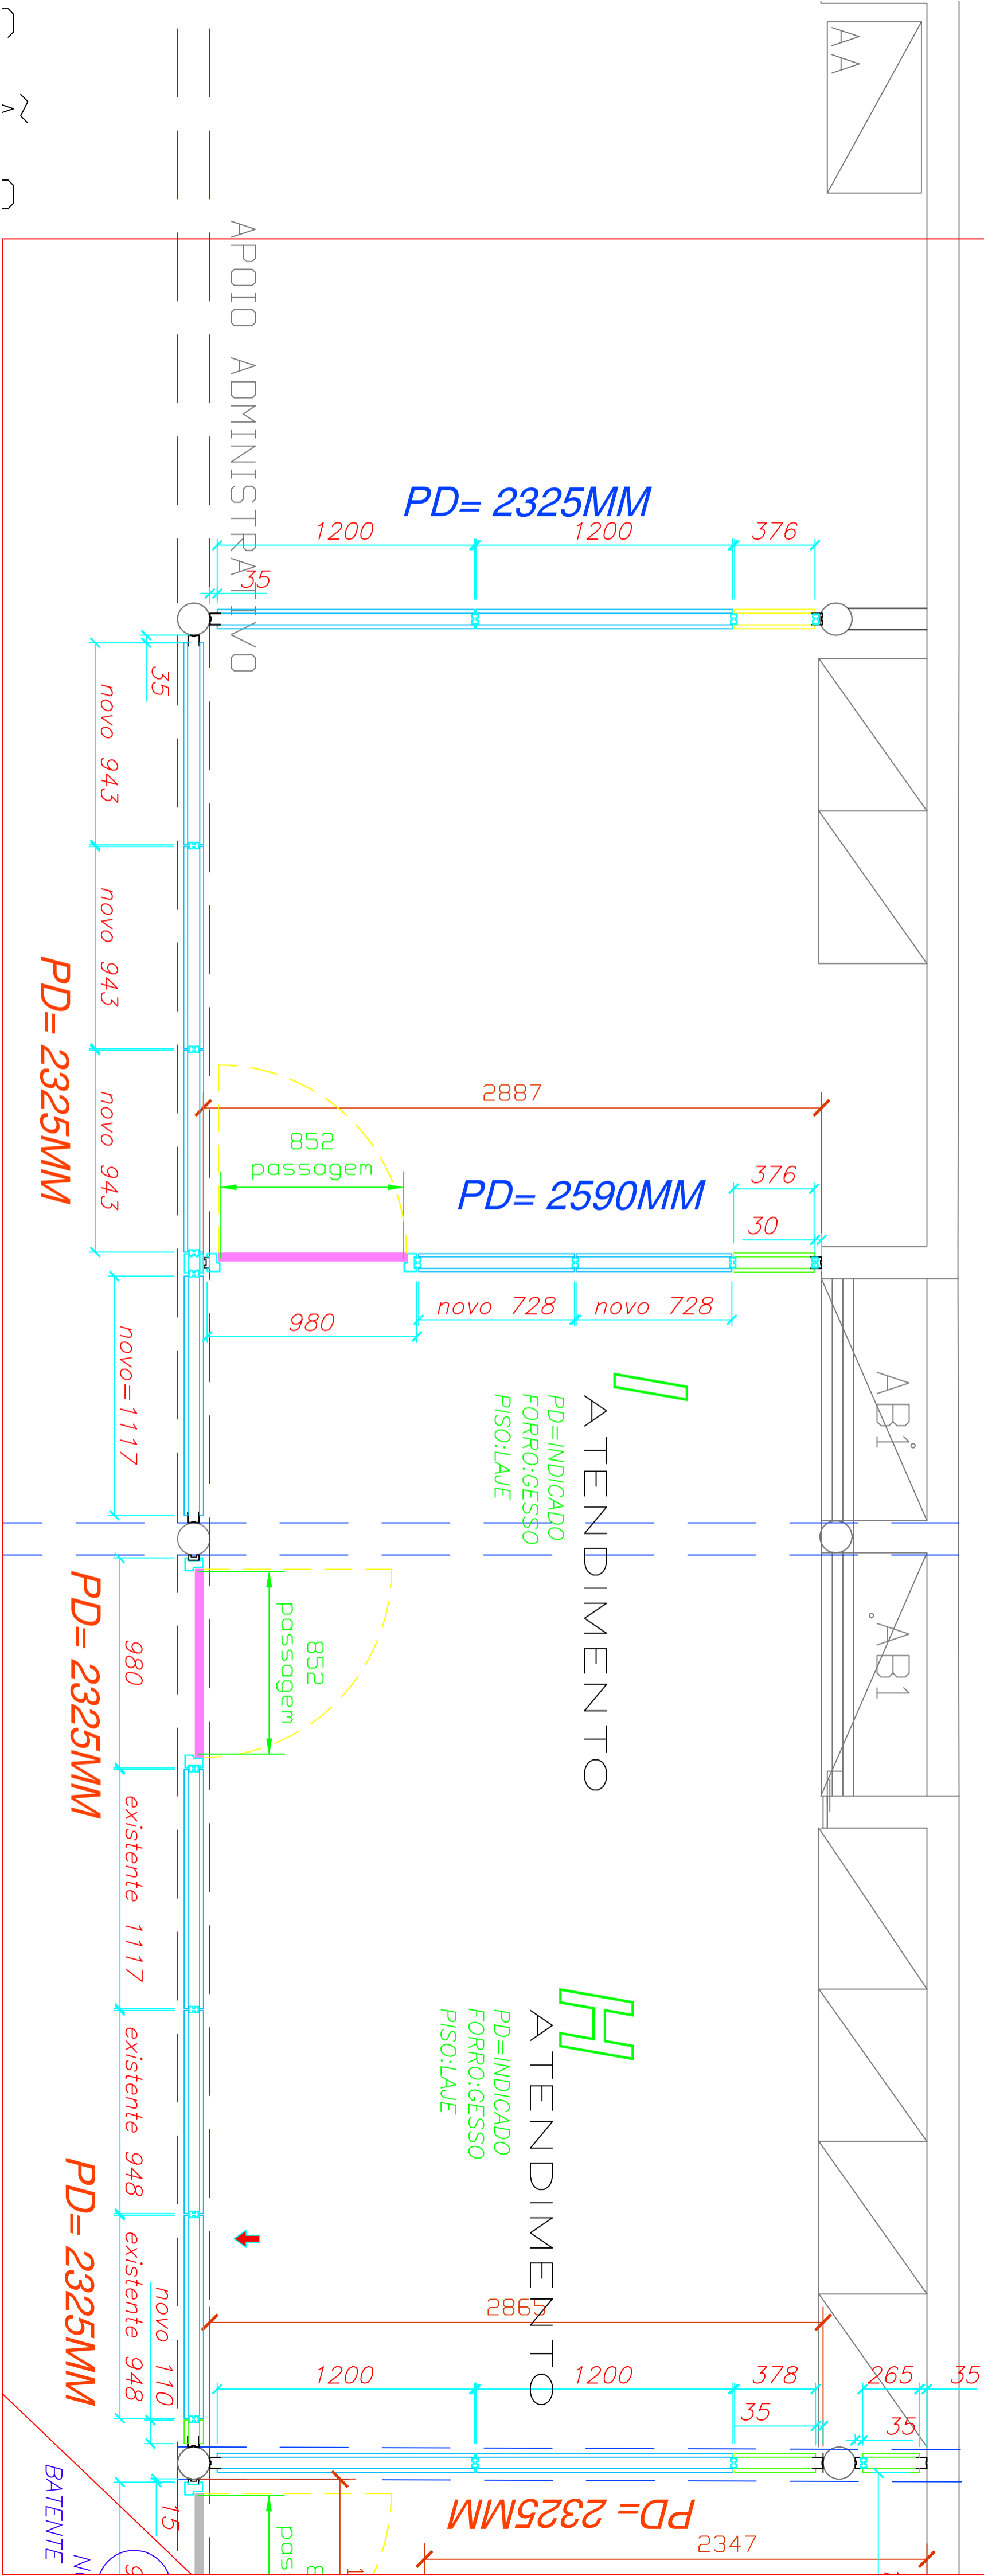 AA
APOIO ADMINISTRATIVO
PD= 2325MM
1200
1200
376
35
35
novo 943
novo 943
novo 943
PD= 2325MM
2887
852
passagem
PD= 2590MM
376
30
novo 728
novo 728
980
novo=1117
I
ATENDIMENTO
PD=INDICADO
FORRO:GESSO
PISO:LAJE
AB1
AB1
852
passagem
980
PD= 2325MM
existente 1117
existente 948
existente 948
novo 110
H
ATENDIMENTO
PD=INDICADO
FORRO:GESSO
PISO:LAJE
PD= 2325MM
2865
1200
1200
378
35
265
35
35
PD= 2325MM
2347
15
BATENTE
pas